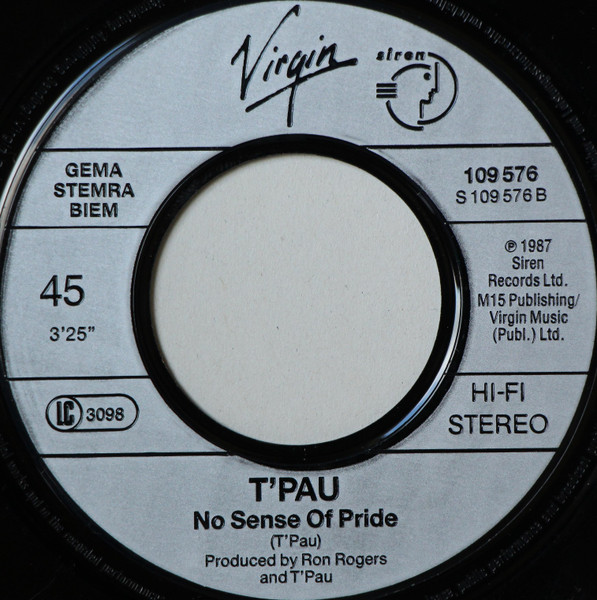 Virgin
siren
GEMA
STEMRA
BIEM
109 576
S 109 576 B
45
3'25"
℗ 1987
Siren
Records Ltd.
M15 Publishing/
Virgin Music
(Publ.) Ltd.
LC 3098
HI-FI
STEREO
T'PAU
No Sense Of Pride
(T'Pau)
Produced by Ron Rogers
and T'Pau